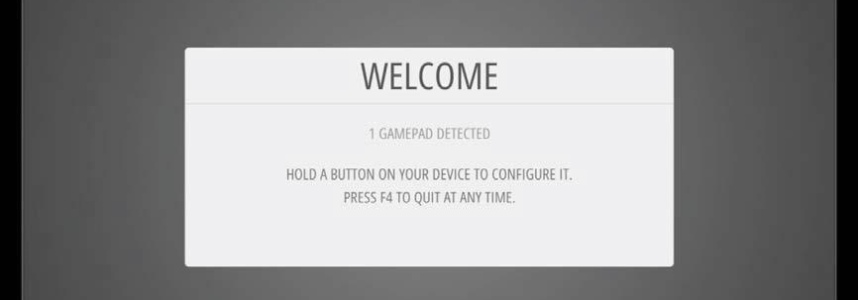 WELCOME
1 GAMEPAD DETECTED
HOLD A BUTTON ON YOUR DEVICE TO CONFIGURE IT.
PRESS F4 TO QUIT AT ANY TIME.